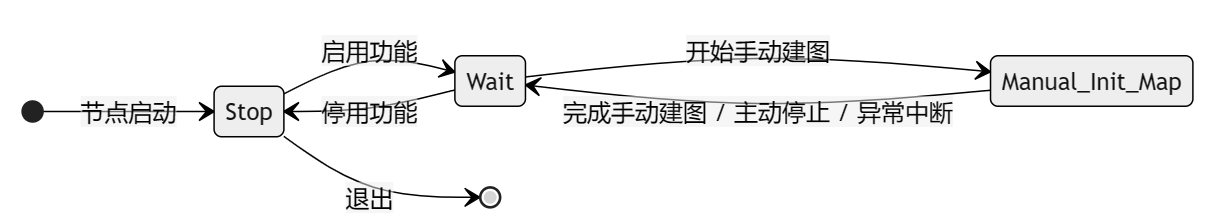 启用功能
开始手动建图
Wait
Manual_Init_Map
节点启动
Stop
停用功能
完成手动建图 / 主动停止 / 异常中断
退出